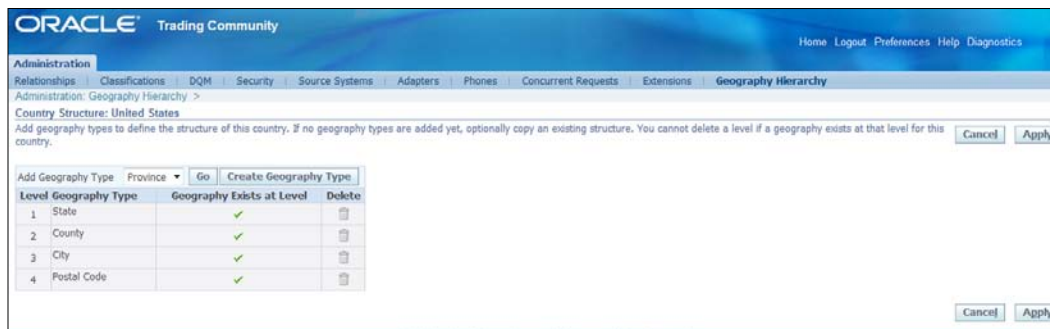 ORACLE Trading Community
Home Logout Preferences Help Diagnostics
Administration
Relationships | Classifications | DQM | Security | Source Systems | Adapters | Phones | Concurrent Requests | Extensions | Geography Hierarchy
Administration: Geography Hierarchy >
Country Structure: United States
Add geography types to define the structure of this country. If no geography types are added yet, optionally copy an existing structure. You cannot delete a level if a geography exists at that level for this
country.
Cancel Apply
Add Geography Type Province Go Create Geography Type
Level Geography Type Geography Exists at Level Delete
1 State
2 County
3 City
4 Postal Code
Cancel Apply